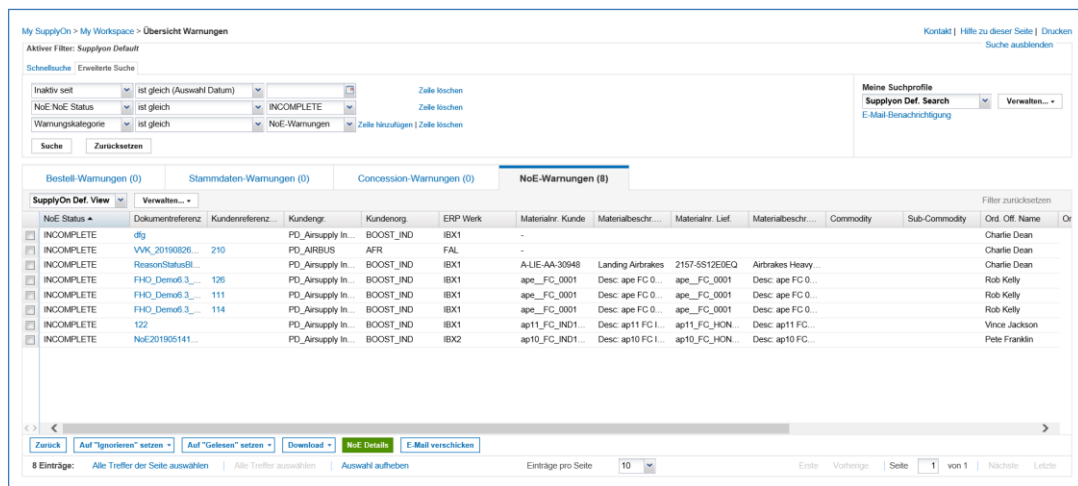 My SupplyOn > My Workspace > Übersicht Warnungen
Kontakt | Hilfe zu dieser Seite | Drucken
Aktiver Filter: Supplyon Default
Suche ausblenden
Schnellsuche Erweiterte Suche
Inaktiv seit ist gleich (Auswahl Datum) Zeile löschen
NoE:NoE Status ist gleich INCOMPLETE Zeile löschen
Warnungskategorie ist gleich NoE-Warnungen Zeile hinzufügen | Zeile löschen
Suche Zurücksetzen
Meine Suchprofile
Supplyon Def. Search Verwalten...
E-Mail-Benachrichtigung
Bestell-Warnungen (0) Stammdaten-Warnungen (0) Concession-Warnungen (0) NoE-Warnungen (8)
SupplyOn Def. View Verwalten... Filter zurücksetzen
NoE Status Dokumentreferenz Kundenreferenz... Kundengr. Kundenorg. ERP Werk Materialnr. Kunde Materialbeschr.... Materialnr. Lief. Materialbeschr.... Commodity Sub-Commodity Ord. Off. Name Or
INCOMPLETE dfg PD_Airsupply In... BOOST_IND IBX1 - Charlie Dean
INCOMPLETE VVK_20190826... 210 PD_AIRBUS AFR FAL - Charlie Dean
INCOMPLETE ReasonStatusBl... PD_Airsupply In... BOOST_IND IBX1 A-LIE-AA-30948 Landing Airbrakes 2157-5S12E0EQ Airbrakes Heavy... Charlie Dean
INCOMPLETE FHO_Demo6.3_... 126 PD_Airsupply In... BOOST_IND IBX1 ape__FC_0001 Desc: ape FC 0... ape__FC_0001 Desc: ape FC 0... Rob Kelly
INCOMPLETE FHO_Demo6.3_... 111 PD_Airsupply In... BOOST_IND IBX1 ape__FC_0001 Desc: ape FC 0... ape__FC_0001 Desc: ape FC 0... Rob Kelly
INCOMPLETE FHO_Demo6.3_... 114 PD_Airsupply In... BOOST_IND IBX1 ape__FC_0001 Desc: ape FC 0... ape__FC_0001 Desc: ape FC 0... Rob Kelly
INCOMPLETE 122 PD_Airsupply In... BOOST_IND IBX1 ap11_FC_IND1... Desc: ap11 FC I... ap11_FC_HON... Desc: ap11 FC... Vince Jackson
INCOMPLETE NoE201905141... PD_Airsupply In... BOOST_IND IBX2 ap10_FC_IND1... Desc: ap10 FC I... ap10_FC_HON... Desc: ap10 FC... Pete Franklin
Zurück Auf "Ignorieren" setzen Auf "Gelesen" setzen Download NoE Details E-Mail verschicken
8 Einträge: Alle Treffer der Seite auswählen | Alle Treffer auswählen | Auswahl aufheben Einträge pro Seite 10 Erste Vorherige | Seite 1 von 1 | Nächste Letzte